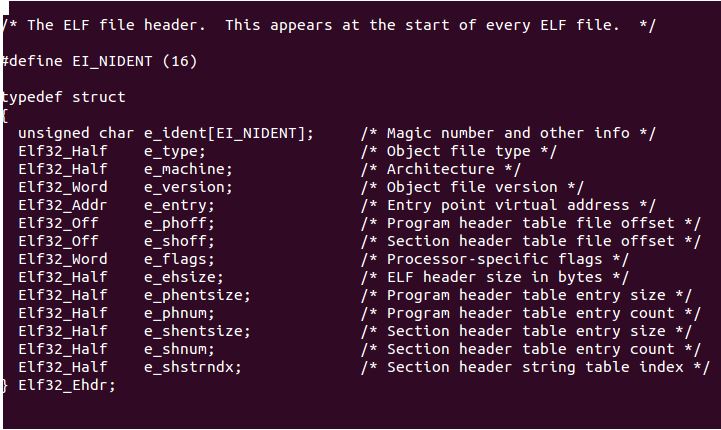 /* The ELF file header.  This appears at the start of every ELF file.  */
#define EI_NIDENT (16)
typedef struct
{
  unsigned char e_ident[EI_NIDENT];     /* Magic number and other info */
  Elf32_Half    e_type;                 /* Object file type */
  Elf32_Half    e_machine;              /* Architecture */
  Elf32_Word    e_version;              /* Object file version */
  Elf32_Addr    e_entry;                /* Entry point virtual address */
  Elf32_Off     e_phoff;                /* Program header table file offset */
  Elf32_Off     e_shoff;                /* Section header table file offset */
  Elf32_Word    e_flags;                /* Processor-specific flags */
  Elf32_Half    e_ehsize;               /* ELF header size in bytes */
  Elf32_Half    e_phentsize;            /* Program header table entry size */
  Elf32_Half    e_phnum;                /* Program header table entry count */
  Elf32_Half    e_shentsize;            /* Section header table entry size */
  Elf32_Half    e_shnum;                /* Section header table entry count */
  Elf32_Half    e_shstrndx;             /* Section header string table index */
} Elf32_Ehdr;